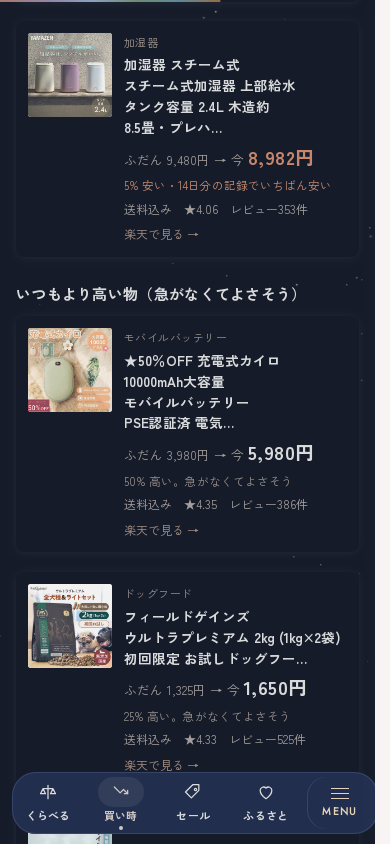 加湿器
加湿器 スチーム式
スチーム式加湿器 上部給水
タンク容量 2.4L 木造約
8.5畳・プレハ...
ふだん 9,480円 → 今 8,982円
5% 安い・14日分の記録でいちばん安い
送料込み ★4.06 レビュー353件
楽天で見る →
いつもより高い物（急がなくてよさそう）
モバイルバッテリー
★50%OFF 充電式カイロ
10000mAh大容量
モバイルバッテリー
PSE認証済 電気...
ふだん 3,980円 → 今 5,980円
50% 高い。急がなくてよさそう
送料込み ★4.35 レビュー386件
楽天で見る →
ドッグフード
フィールドゲインズ
ウルトラプレミアム 2kg (1kg×2袋)
初回限定 お試しドッグフー...
ふだん 1,325円 → 今 1,650円
25% 高い。急がなくてよさそう
送料込み ★4.33 レビュー525件
楽天で見る →
くらべる
買い時
セール
ふるさと
MENU